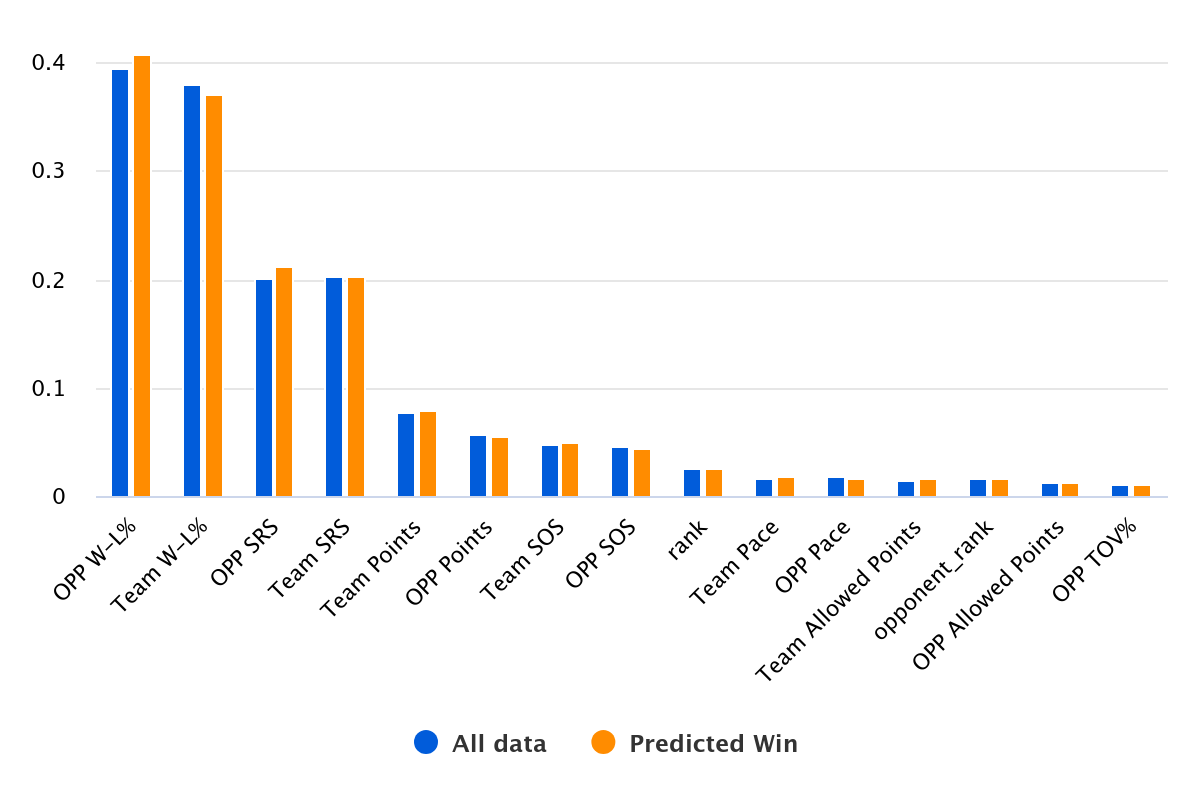 0.4
0.3
0.2
0.1
0
OPP W-L%
Team W-L%
OPP SRS
Team SRS
Team Points
OPP Points
Team SOS
OPP SOS
rank
Team Pace
OPP Pace
Team Allowed Points
opponent_rank
OPP Allowed Points
OPP TOV%
All data
Predicted Win